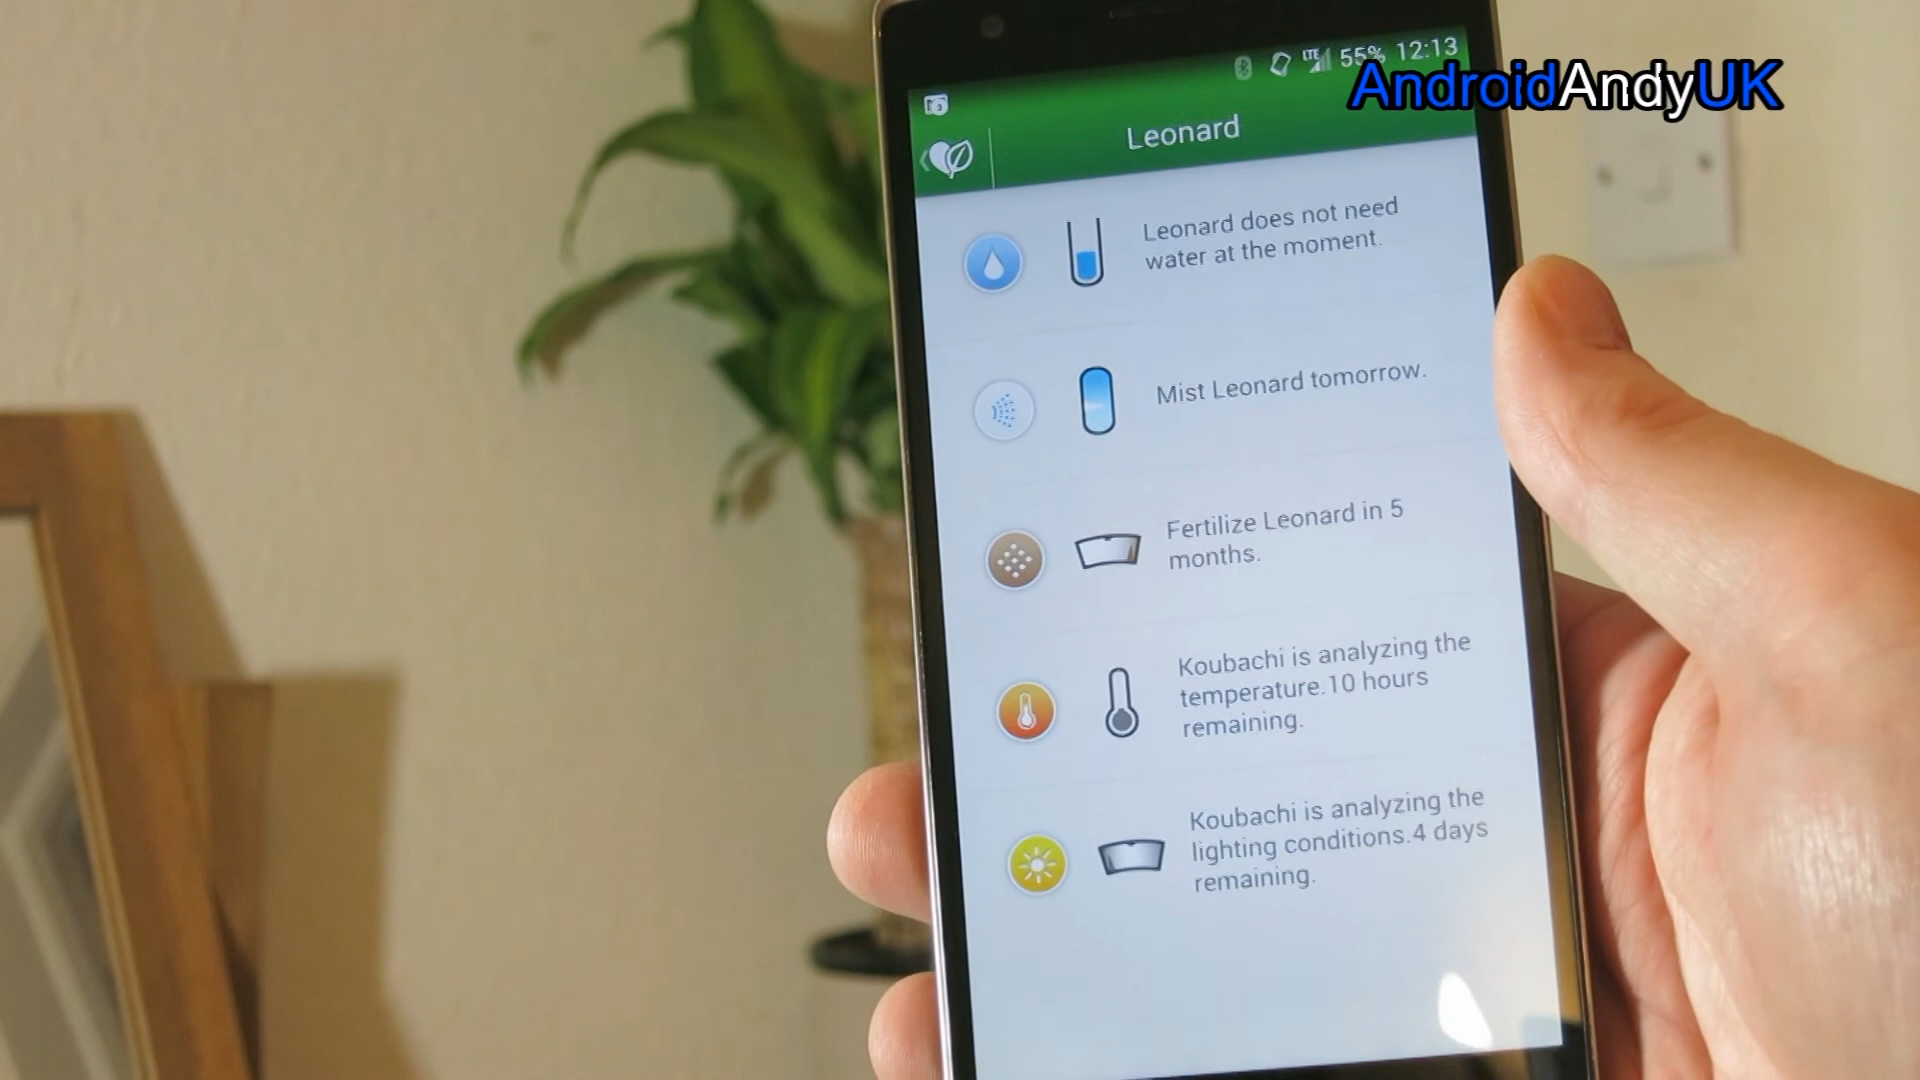 LTE 55% 12:13
AndroidAndyUK
Leonard
Leonard does not need
water at the moment.
Mist Leonard tomorrow.
Fertilize Leonard in 5
months.
Koubachi is analyzing the
temperature.10 hours
remaining.
Koubachi is analyzing the
lighting conditions.4 days
remaining.